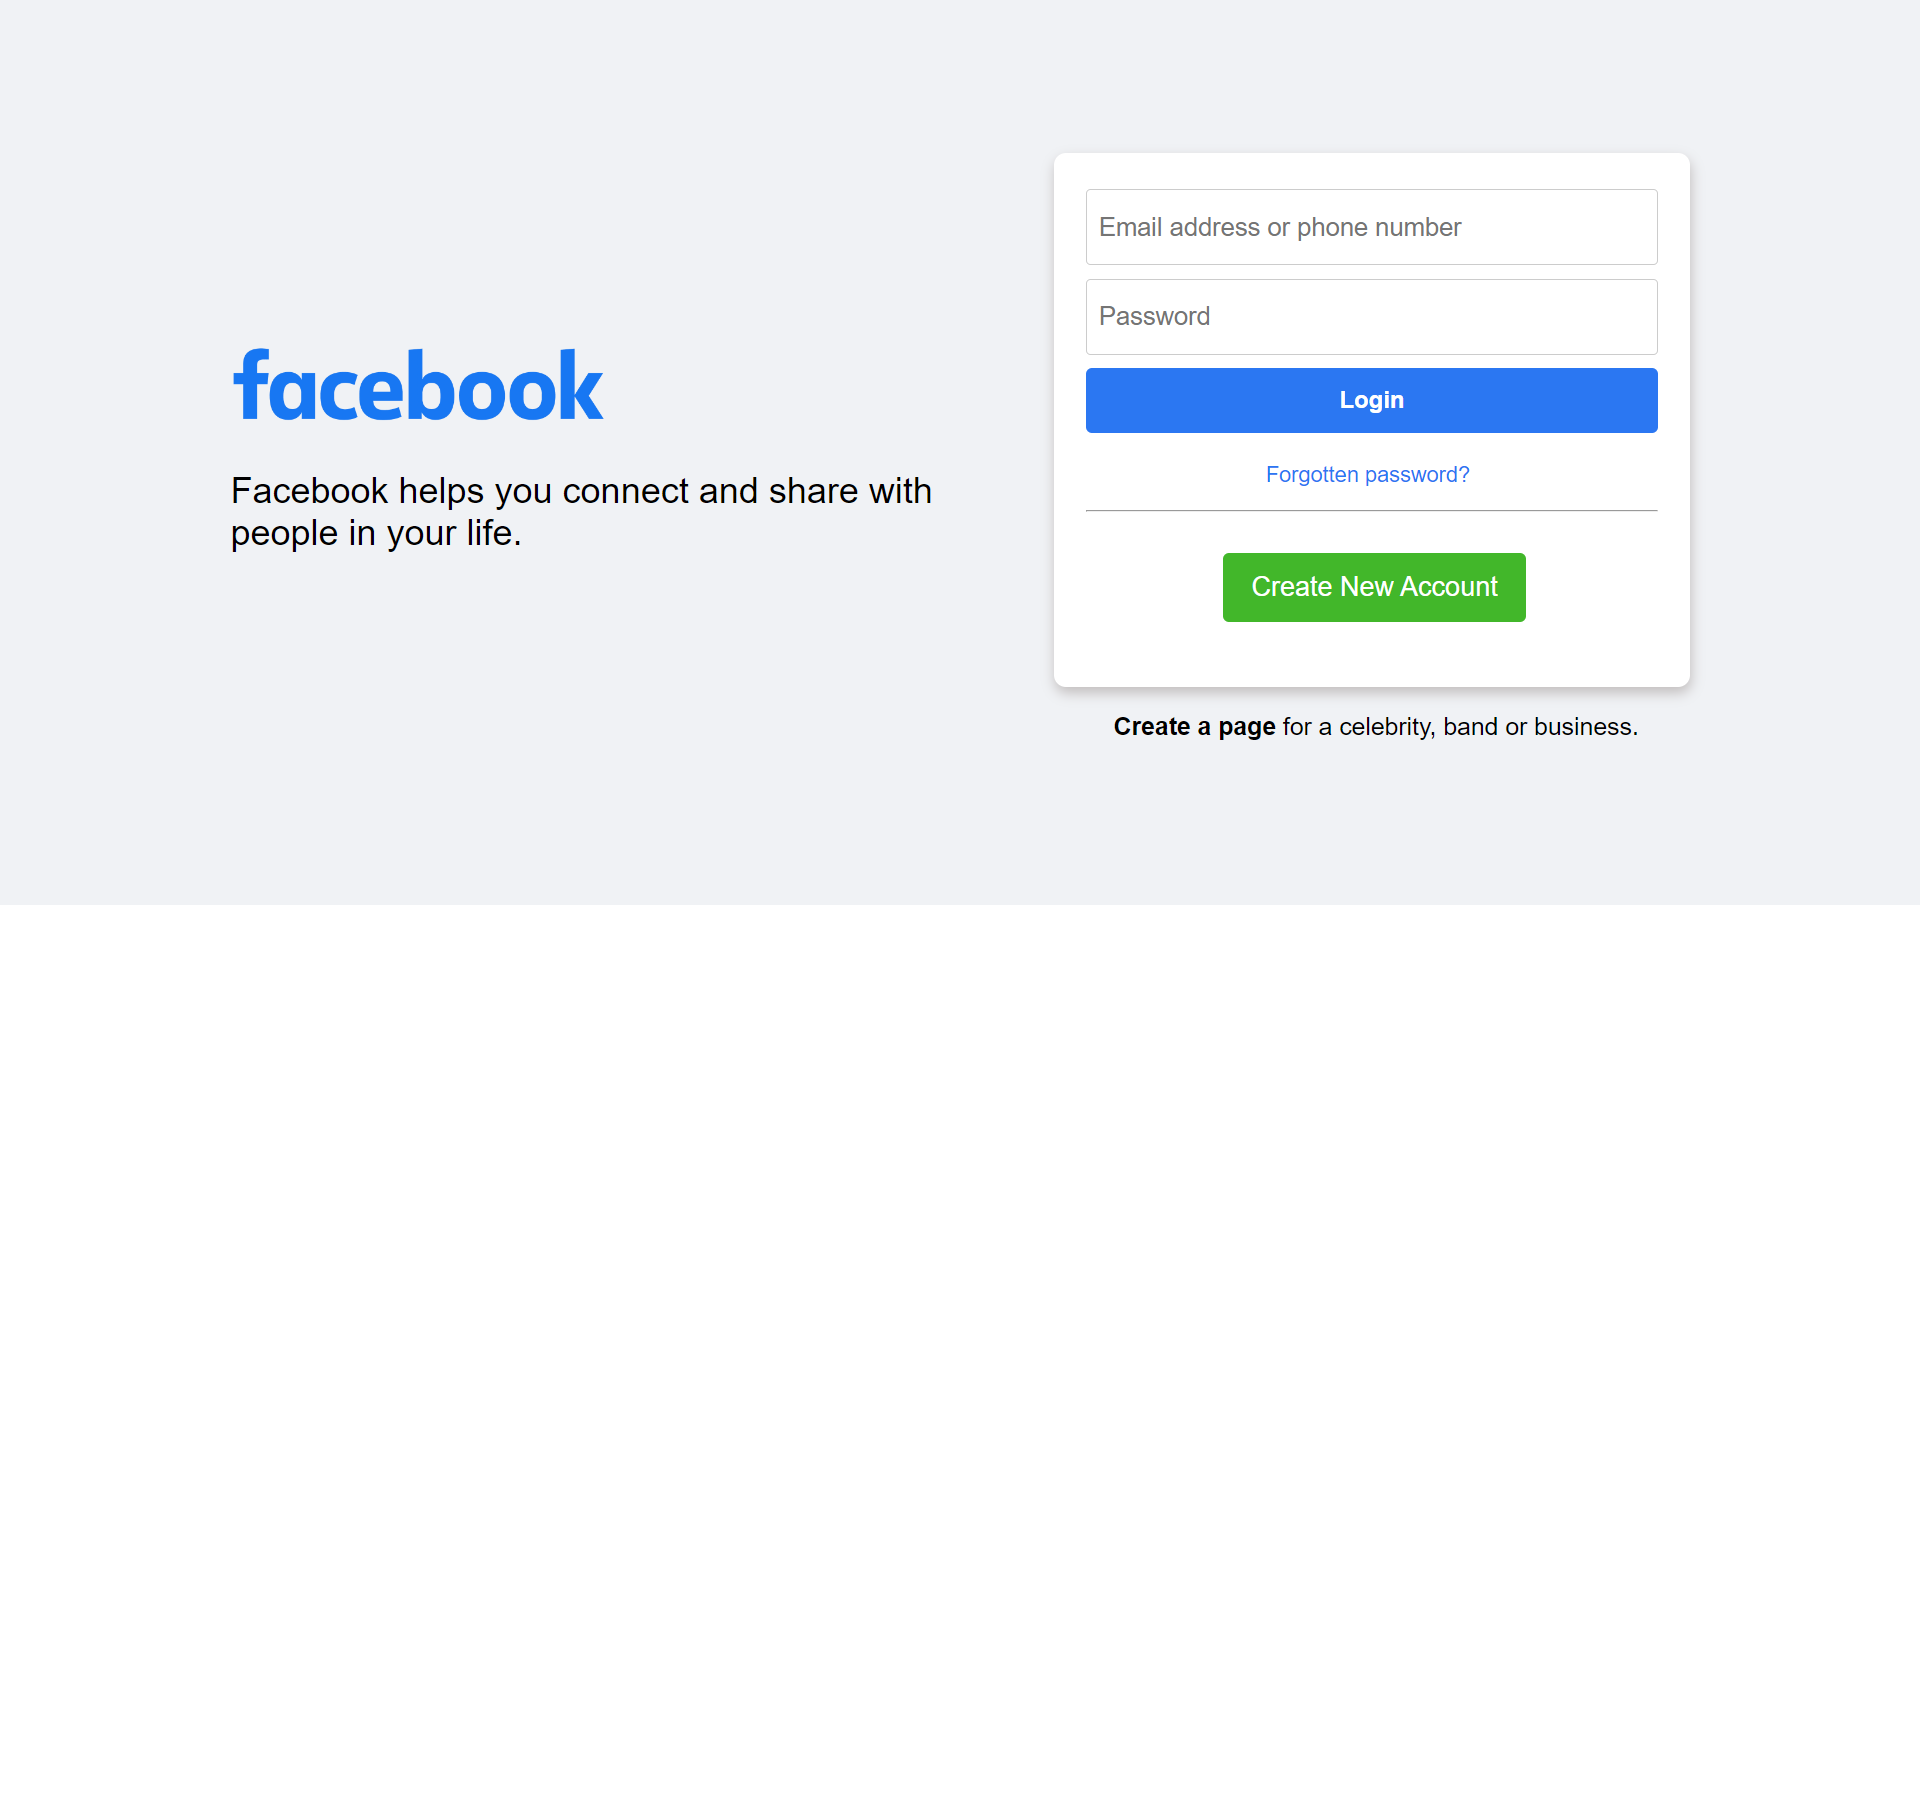 facebook
Facebook helps you connect and share with
people in your life.
Email address or phone number
Password
Login
Forgotten password?
Create New Account
Create a page for a celebrity, band or business.